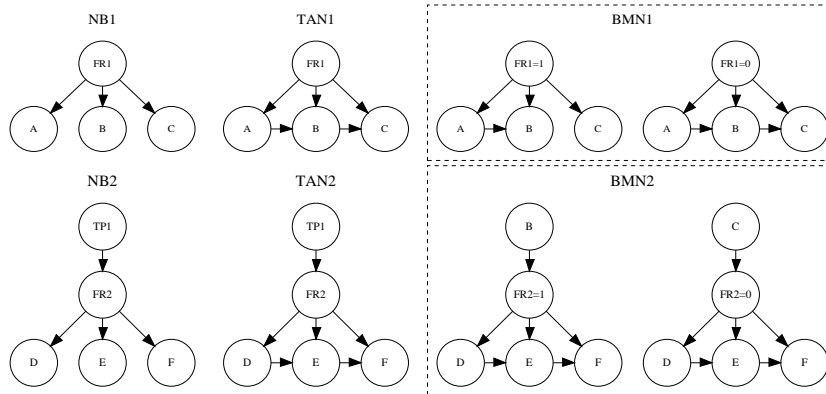 NB1 TAN1 BMN1
FR1 FR1 FR1=1 FR1=0
A B C A B C A B C A B C
NB2 TAN2 BMN2
TP1 TP1 B C
FR2 FR2 FR2=1 FR2=0
D E F D E F D E F D E F